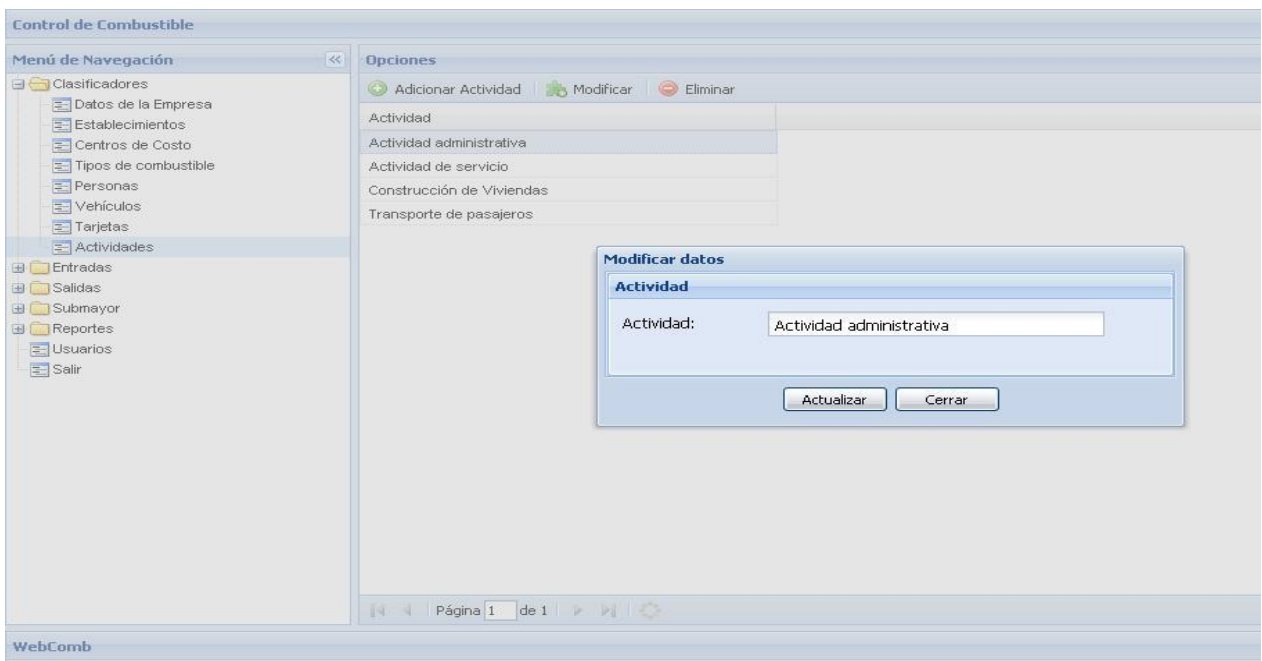 Control de Combustible
Menú de Navegación
Clasificadores
Datos de la Empresa
Establecimientos
Centros de Costo
Tipos de combustible
Personas
Vehículos
Tarjetas
Actividades
Entradas
Salidas
Submayor
Reportes
Usuarios
Salir
Opciones
Adicionar Actividad Modificar Eliminar
Actividad
Actividad administrativa
Actividad de servicio
Construcción de Viviendas
Transporte de pasajeros
Modificar datos
Actividad
Actividad: Actividad administrativa
Actualizar Cerrar
Página 1 de 1
WebComb